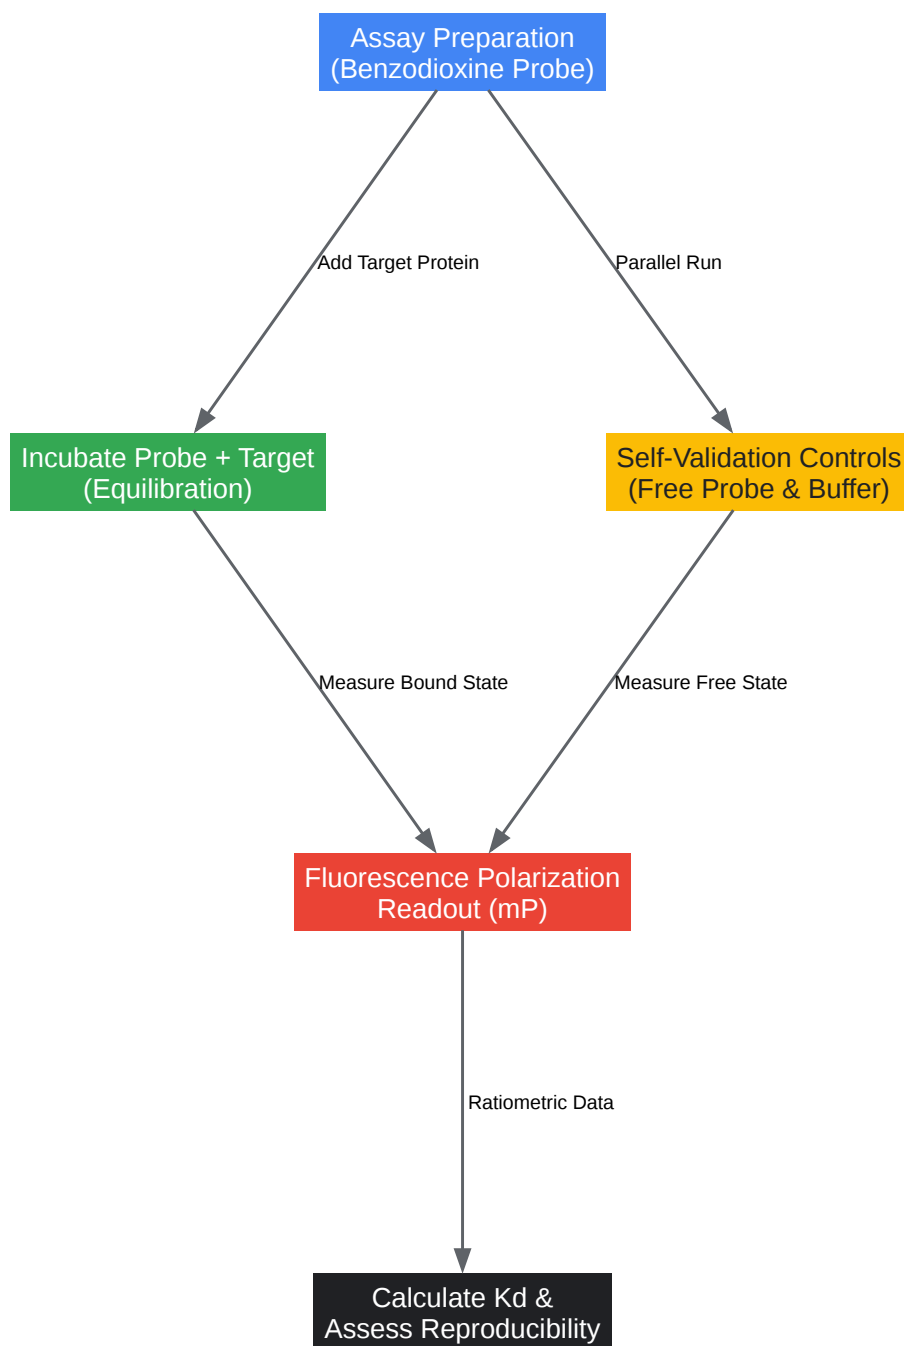 Assay Preparation
(Benzodioxine Probe)
Add Target Protein
Parallel Run
Incubate Probe + Target
(Equilibration)
Self-Validation Controls
(Free Probe & Buffer)
Measure Bound State
Measure Free State
Fluorescence Polarization
Readout (mP)
Ratiometric Data
Calculate Kd &
Assess Reproducibility